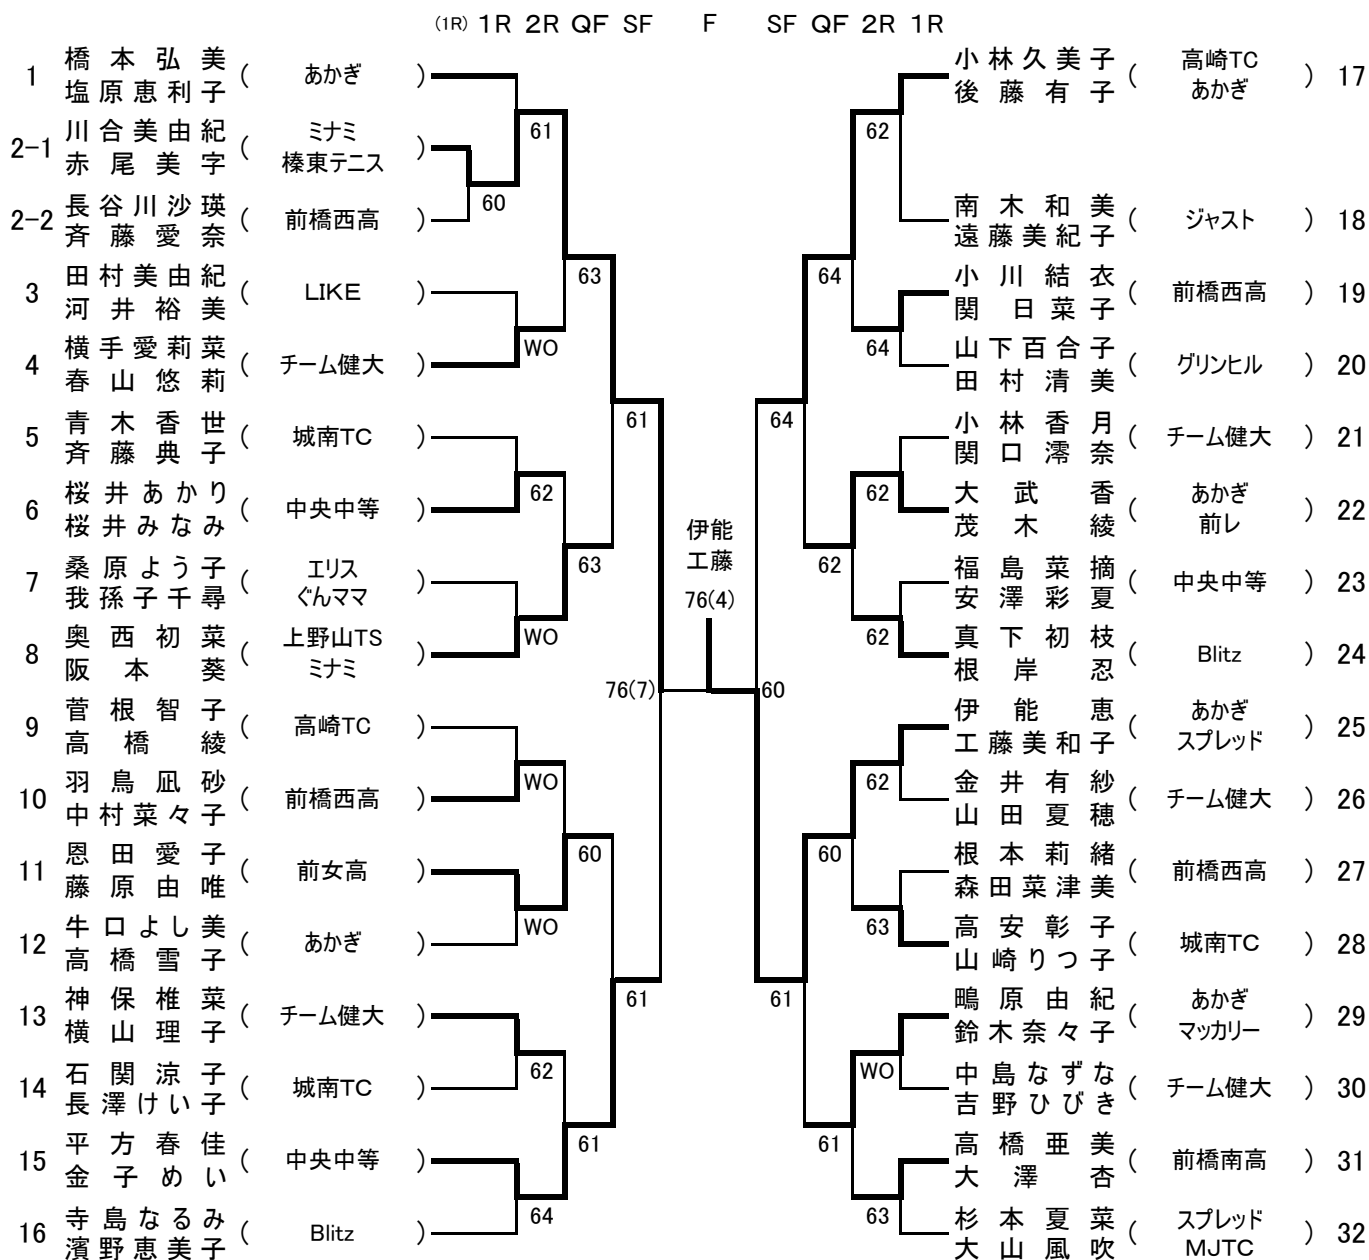 (1R) 1R 2R QF SF F SF QF 2R 1R
1 橋本弘美 塩原恵利子 ( あかぎ )
2-1 川合美由紀 赤尾美字 ( ミナミ 榛東テニス )
2-2 長谷川沙瑛 斉藤愛奈 ( 前橋西高 )
3 田村美由紀 河井裕美 ( LIKE )
4 横手愛莉菜 春山悠莉 ( チーム健大 )
5 青木香世 斉藤典子 ( 城南TC )
6 桜井あかり 桜井みなみ ( 中央中等 )
7 桑原よう子 我孫子千尋 ( エリス ぐんママ )
8 奥西初菜 阪本葵 ( 上野山TS ミナミ )
9 菅根智子 高橋綾 ( 高崎TC )
10 羽鳥凪砂 中村菜々子 ( 前橋西高 )
11 恩田愛子 藤原由唯 ( 前女高 )
12 牛口よし美 高橋雪子 ( あかぎ )
13 神保椎菜 横山理子 ( チーム健大 )
14 石関涼子 長澤けい子 ( 城南TC )
15 平方春佳 金子めい ( 中央中等 )
16 寺島なるみ 濱野恵美子 ( Blitz )
60
61
WO
62
WO
WO
WO
62
64
63
63
60
61
61
61
76(7)
伊能
工藤
76(4)
60
64
61
64
62
60
61
62
64
62
62
62
63
WO
63
小林久美子 後藤有子 ( 高崎TC あかぎ ) 17
南木和美 遠藤美紀子 ( ジャスト ) 18
小川結衣 関日菜子 ( 前橋西高 ) 19
山下百合子 田村清美 ( グリンヒル ) 20
小林香月 関口澪奈 ( チーム健大 ) 21
大武香 茂木綾 ( あかぎ 前レ ) 22
福島菜摘 安澤彩夏 ( 中央中等 ) 23
真下初枝 根岸忍 ( Blitz ) 24
伊能恵 工藤美和子 ( あかぎ スプレッド ) 25
金井有紗 山田夏穂 ( チーム健大 ) 26
根本莉緒 森田菜津美 ( 前橋西高 ) 27
高安彰子 山崎りつ子 ( 城南TC ) 28
鴫原由紀 鈴木奈々子 ( あかぎ マッカリー ) 29
中島なずな 吉野ひびき ( チーム健大 ) 30
高橋亜美 大澤杏 ( 前橋南高 ) 31
杉本夏菜 大山風吹 ( スプレッド MJTC ) 32